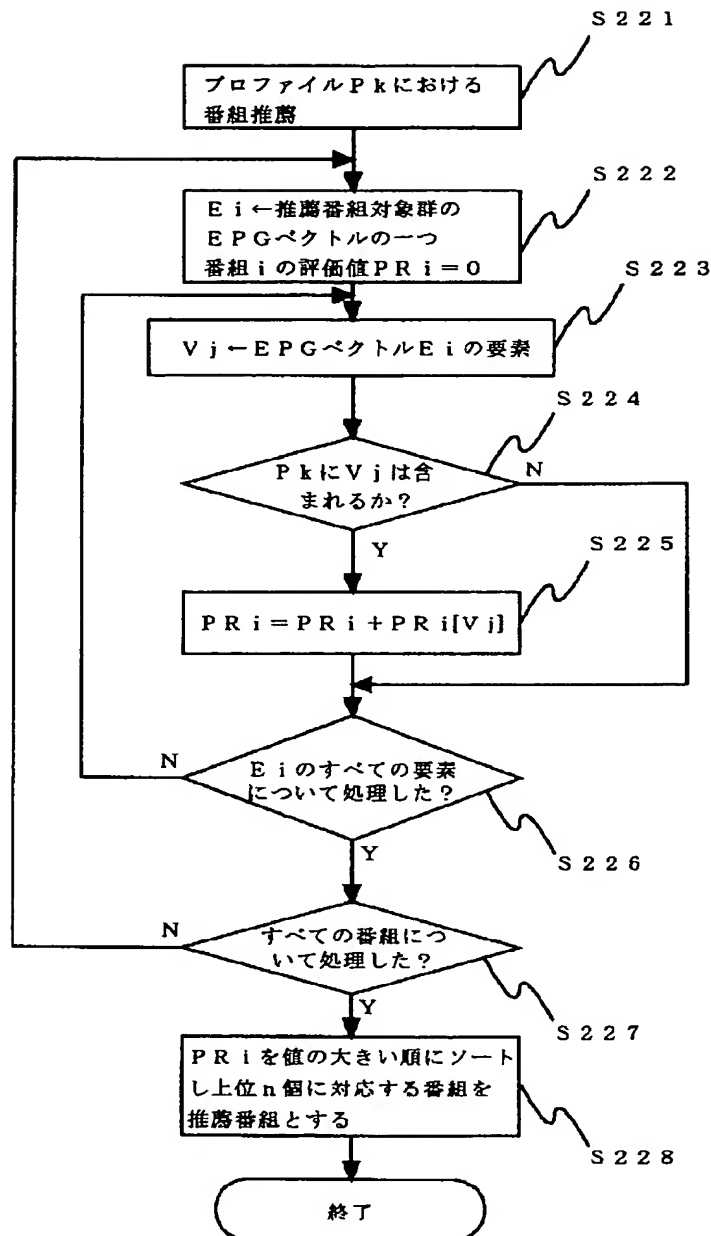 S221
プロファイルPkにおける
番組推薦
S222
Ei←推薦番組対象群の
EPGベクトルの一つ
番組iの評価値PRi=0
S223
Vj←EPGベクトルEiの要素
S224
PkにVjは含
まれるか?
N
Y
S225
PRi=PRi+PRi[Vj]
N
Eiのすべての要素
について処理した?
Y
S226
N
すべての番組につ
いて処理した?
Y
S227
PRiを値の大きい順にソート
し上位n個に対応する番組を
推薦番組とする
S228
終了